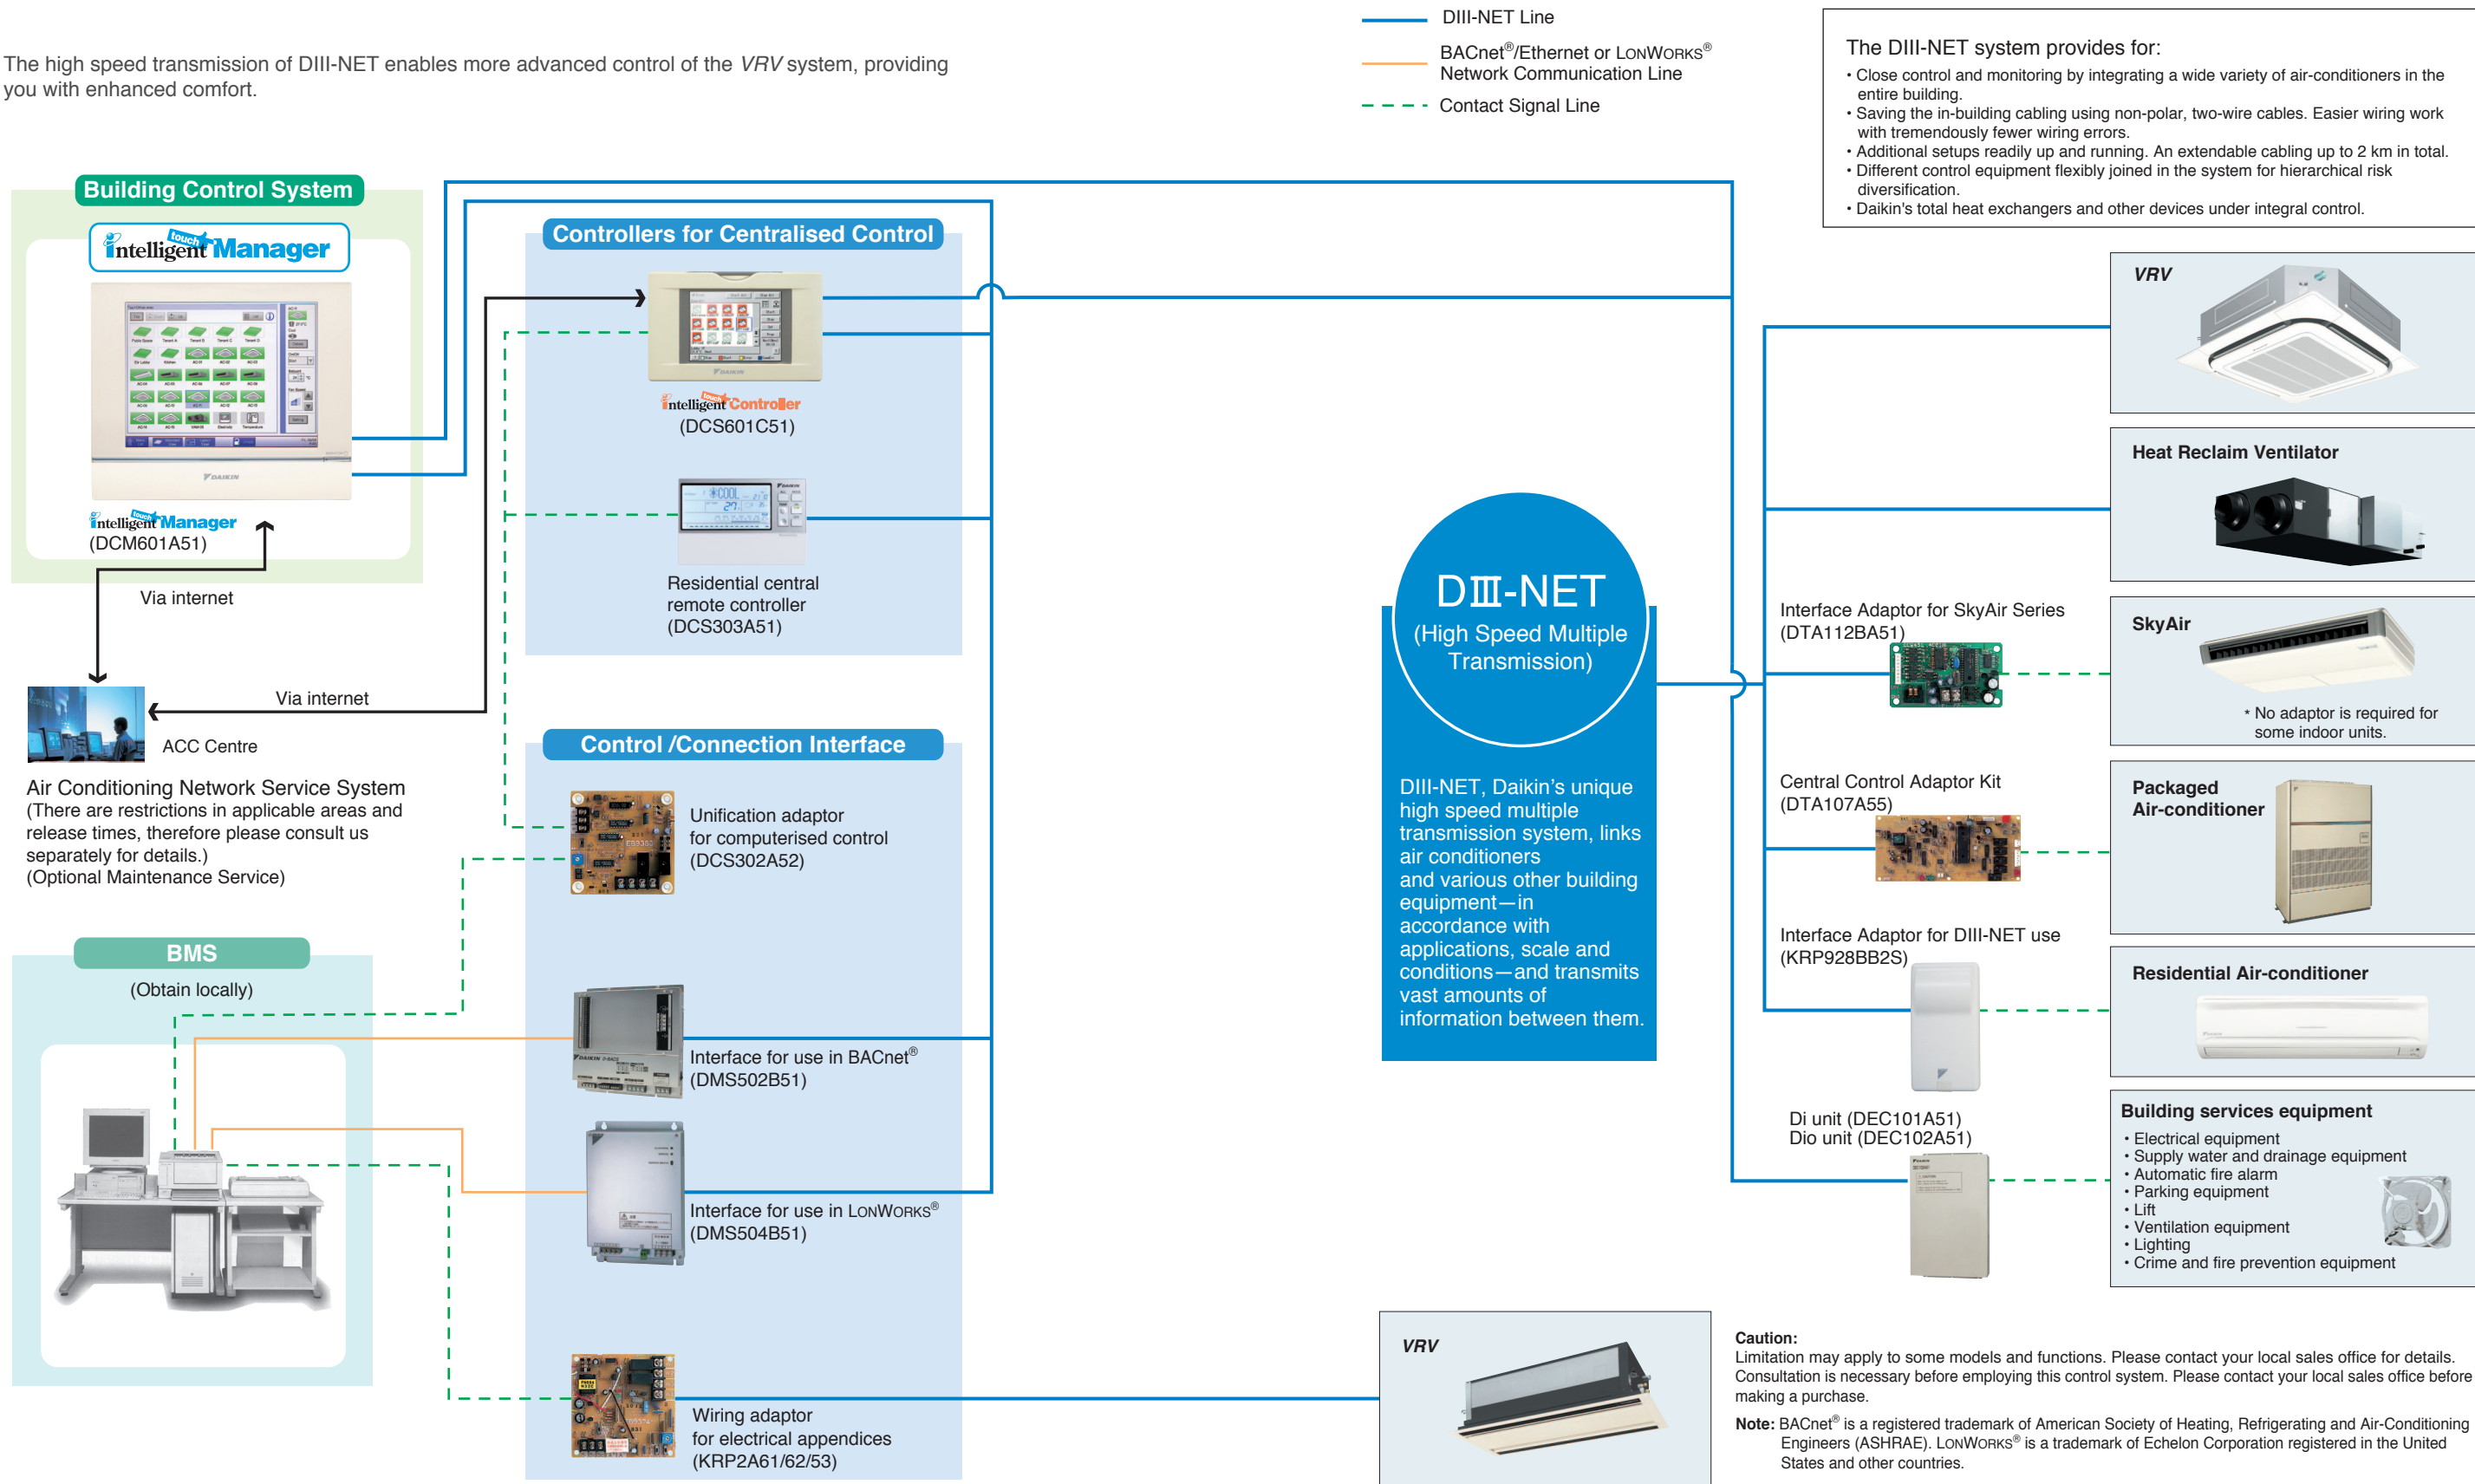 The high speed transmission of DIII-NET enables more advanced control of the VRV system, providing
you with enhanced comfort.
DIII-NET Line
BACnet®/Ethernet or LONWORKS®
Network Communication Line
Contact Signal Line
The DIII-NET system provides for:
• Close control and monitoring by integrating a wide variety of air-conditioners in the
entire building.
• Saving the in-building cabling using non-polar, two-wire cables. Easier wiring work
with tremendously fewer wiring errors.
• Additional setups readily up and running. An extendable cabling up to 2 km in total.
• Different control equipment flexibly joined in the system for hierarchical risk
diversification.
• Daikin's total heat exchangers and other devices under integral control.
Building Control System
intelligent touch Manager
DAIKIN
intelligent touch Manager
(DCM601A51)
Via internet
Via internet
ACC Centre
Air Conditioning Network Service System
(There are restrictions in applicable areas and
release times, therefore please consult us
separately for details.)
(Optional Maintenance Service)
BMS
(Obtain locally)
Controllers for Centralised Control
DAIKIN
intelligent touch Controller
(DCS601C51)
DAIKIN
COOL
27
Residential central
remote controller
(DCS303A51)
Control /Connection Interface
Unification adaptor
for computerised control
(DCS302A52)
DAIKIN
Interface for use in BACnet®
(DMS502B51)
Interface for use in LONWORKS®
(DMS504B51)
Wiring adaptor
for electrical appendices
(KRP2A61/62/53)
DIII-NET
(High Speed Multiple
Transmission)
DIII-NET, Daikin's unique
high speed multiple
transmission system, links
air conditioners
and various other building
equipment—in
accordance with
applications, scale and
conditions—and transmits
vast amounts of
information between them.
VRV
Heat Reclaim Ventilator
Interface Adaptor for SkyAir Series
(DTA112BA51)
SkyAir
* No adaptor is required for
some indoor units.
Central Control Adaptor Kit
(DTA107A55)
Packaged
Air-conditioner
Interface Adaptor for DIII-NET use
(KRP928BB2S)
Residential Air-conditioner
Di unit (DEC101A51)
Dio unit (DEC102A51)
Building services equipment
• Electrical equipment
• Supply water and drainage equipment
• Automatic fire alarm
• Parking equipment
• Lift
• Ventilation equipment
• Lighting
• Crime and fire prevention equipment
VRV
Caution:
Limitation may apply to some models and functions. Please contact your local sales office for details.
Consultation is necessary before employing this control system. Please contact your local sales office before
making a purchase.
Note: BACnet® is a registered trademark of American Society of Heating, Refrigerating and Air-Conditioning
Engineers (ASHRAE). LONWORKS® is a trademark of Echelon Corporation registered in the United
States and other countries.